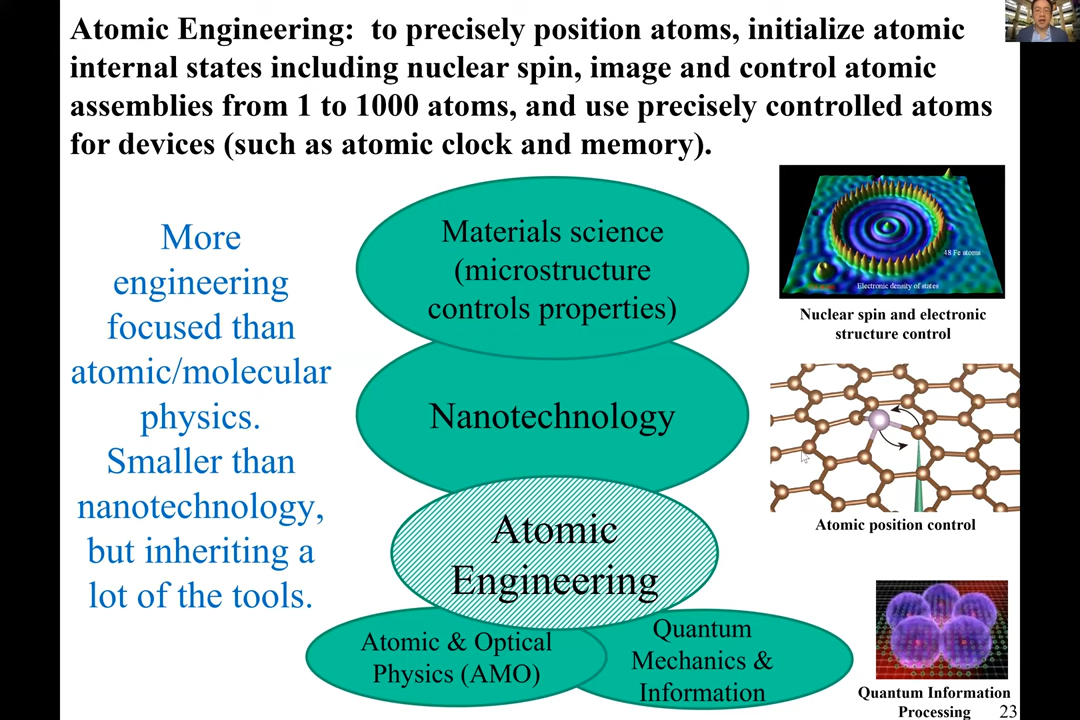 Atomic Engineering: to precisely position atoms, initialize atomic
internal states including nuclear spin, image and control atomic
assemblies from 1 to 1000 atoms, and use precisely controlled atoms
for devices (such as atomic clock and memory).
More
engineering
focused than
atomic/molecular
physics.
Smaller than
nanotechnology,
but inheriting a
lot of the tools.
Materials science
(microstructure
controls properties)
Nanotechnology
Atomic
Engineering
Atomic & Optical
Physics (AMO)
Quantum
Mechanics &
Information
48 Fe atoms
Electronic density of states
Nuclear spin and electronic
structure control
Atomic position control
Quantum Information
Processing
23